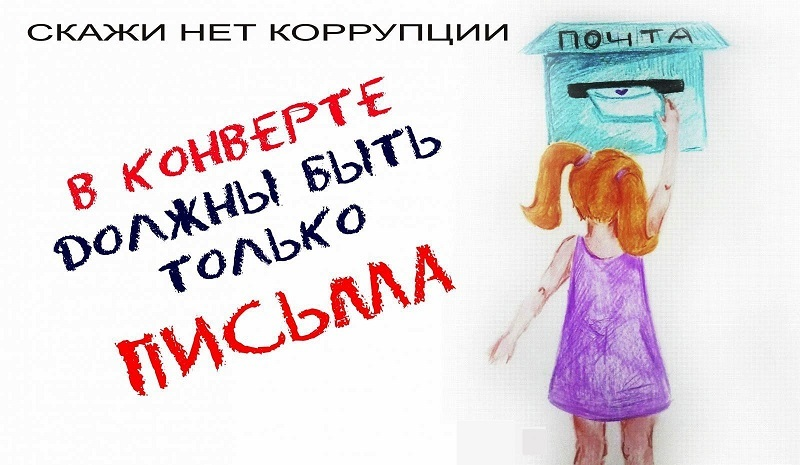 СКАЖИ НЕТ КОРРУПЦИИ
ПОЧТА
В КОНВЕРТЕ
ДОЛЖНЫ БЫТЬ
ТОЛЬКО
ПИСЬМА